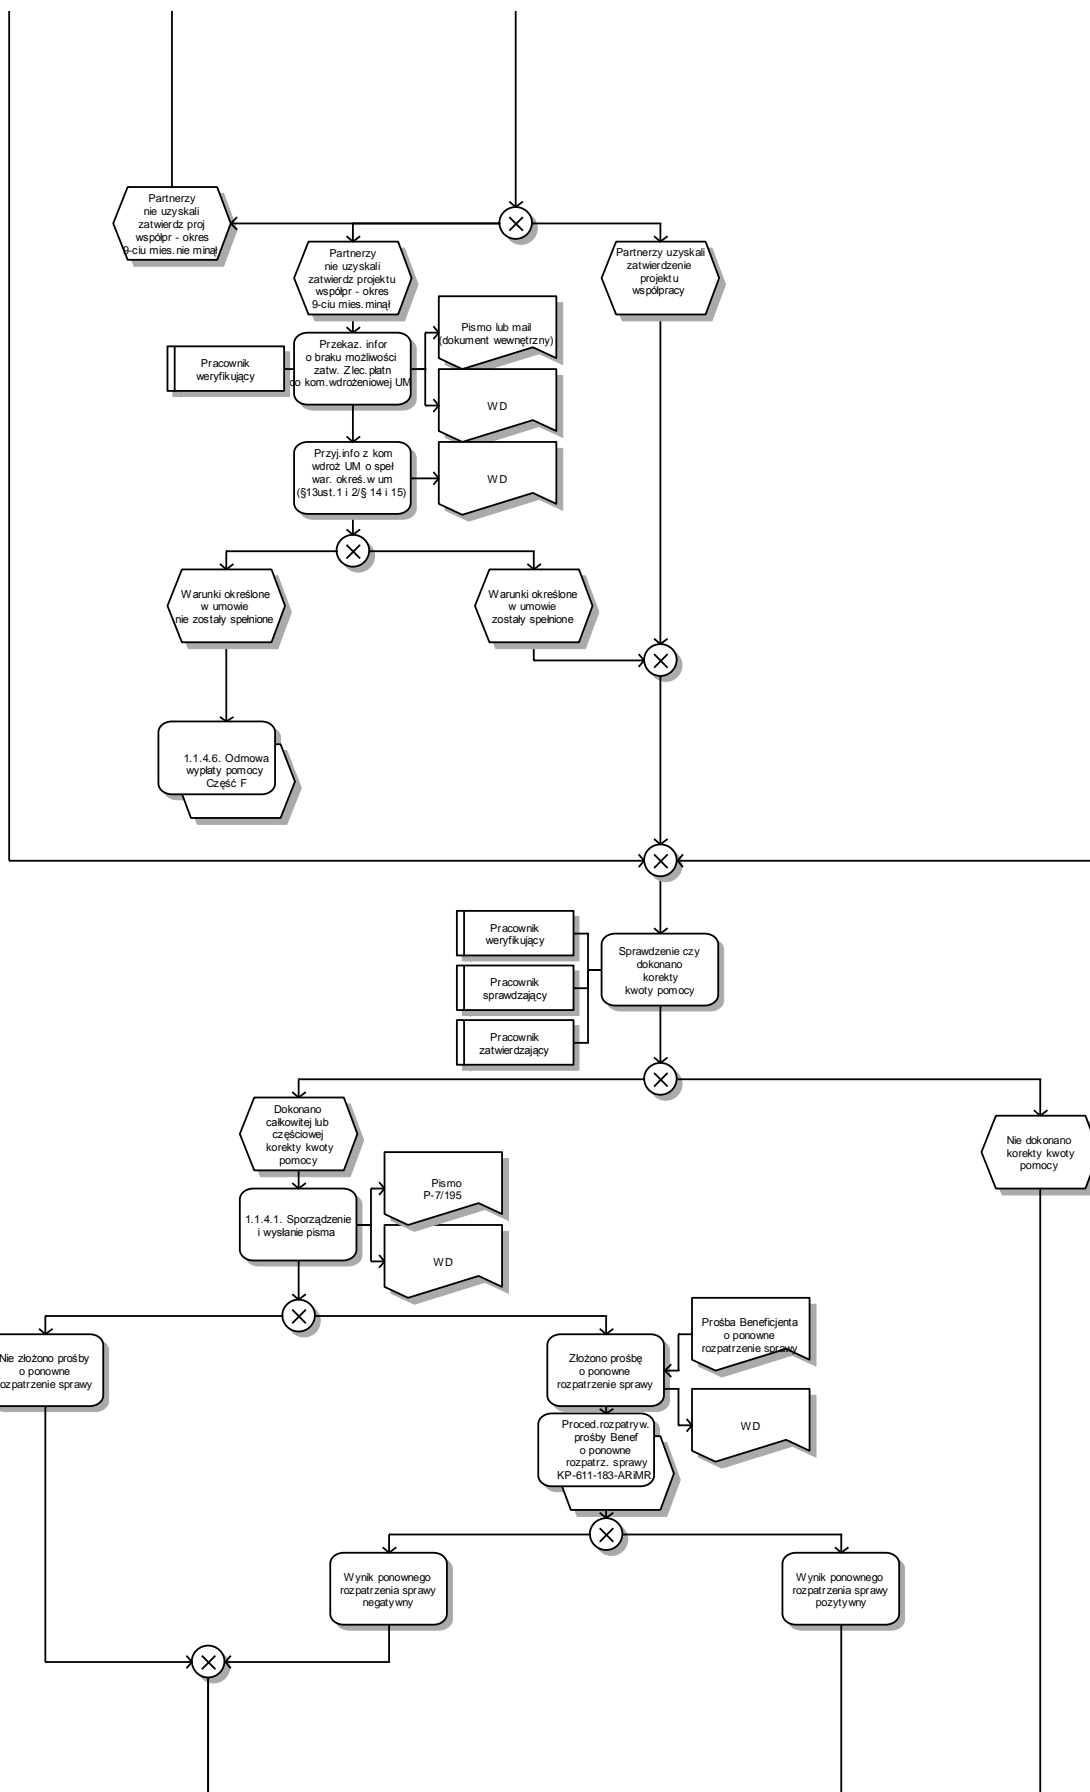 Partnerzy
nie uzyskali
zatwierdz proj
współpr - okres
9-ciu mies.nie minął
Partnerzy
nie uzyskali
zatwierdz projektu
współpr - okres
9-ciu mies.minął
Partnerzy uzyskali
zatwierdzenie
projektu
współpracy
Pismo lub mail
(dokument wewnętrzny)
Pracownik
weryfikujący
Przekaz. infor
o braku możliwości
zatw. Zlec.płatn
do kom.wdrożeniowej UM
WD
Przyj.info z kom
wdroż UM o speł
war. okreś.w um
(§13ust.1 i 2/§ 14 i 15)
WD
Warunki określone
w umowie
nie zostały spełnione
Warunki określone
w umowie
zostały spełnione
1.1.4.6. Odmowa
wypłaty pomocy
Część F
Pracownik
weryfikujący
Pracownik
sprawdzający
Pracownik
zatwierdzający
Sprawdzenie czy
dokonano
korekty
kwoty pomocy
Dokonano
całkowitej lub
częściowej
korekty kwoty
pomocy
Nie dokonano
korekty kwoty
pomocy
Pismo
P-7/195
1.1.4.1. Sporządzenie
i wysłanie pisma
WD
Nie złożono prośby
o ponowne
rozpatrzenie sprawy
Złożono prośbę
o ponowne
rozpatrzenie sprawy
Prośba Beneficjenta
o ponowne
rozpatrzenie sprawy
WD
Proced.rozpatryw.
prośby Benef
o ponowne
rozpatrz. sprawy
KP-611-183-ARiMR
Wynik ponownego
rozpatrzenia sprawy
negatywny
Wynik ponownego
rozpatrzenia sprawy
pozytywny